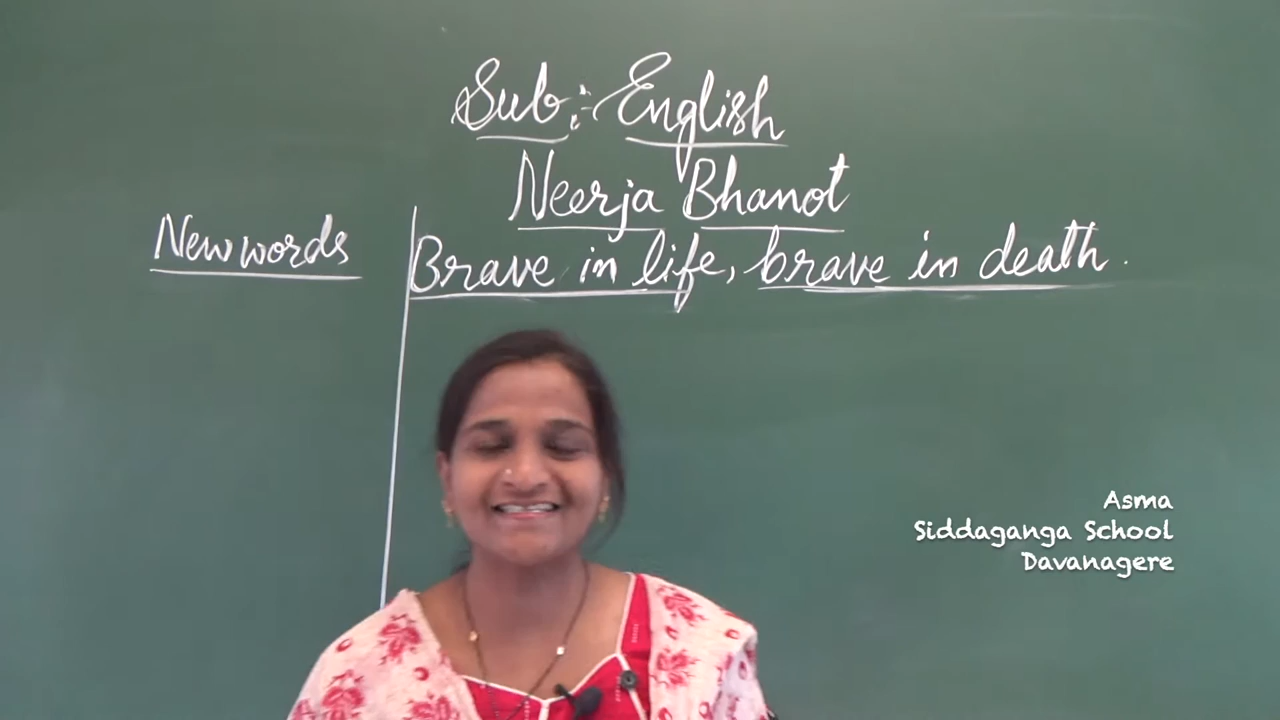 Sub:- English
Neerja Bhanot
New words
Brave in life, brave in death.
Asma
Siddaganga School
Davanagere